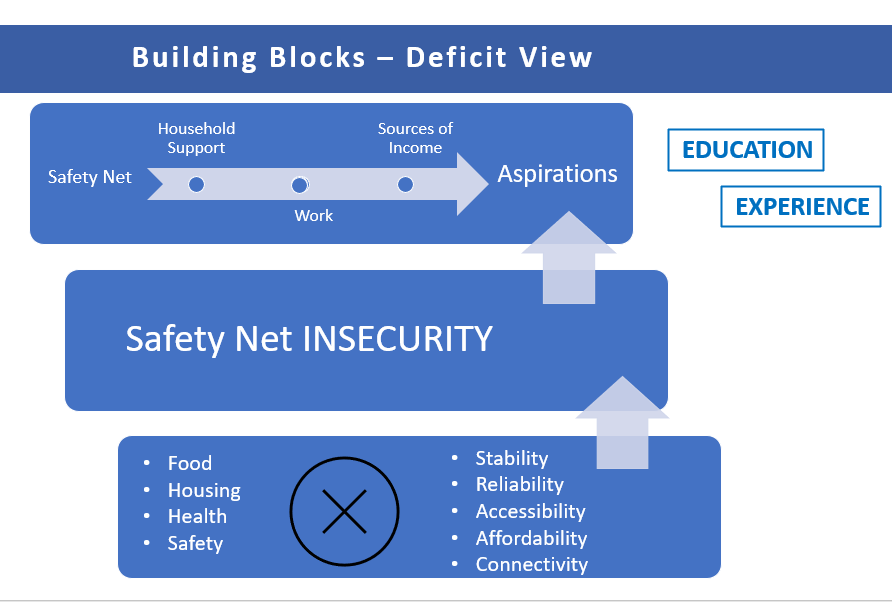 Building Blocks – Deficit View
Household
Support
Sources of
Income
Safety Net
Aspirations
Work
EDUCATION
EXPERIENCE
Safety Net INSECURITY
• Food
• Housing
• Health
• Safety
• Stability
• Reliability
• Accessibility
• Affordability
• Connectivity